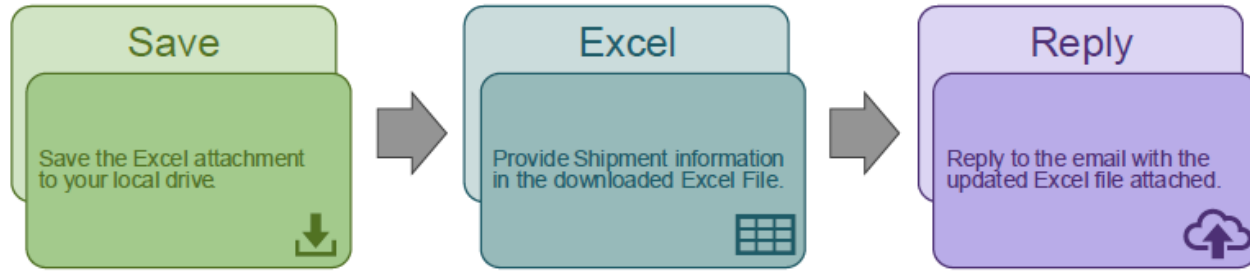 Save
Save the Excel attachment
to your local drive.
Excel
Provide Shipment information
in the downloaded Excel File.
Reply
Reply to the email with the
updated Excel file attached.